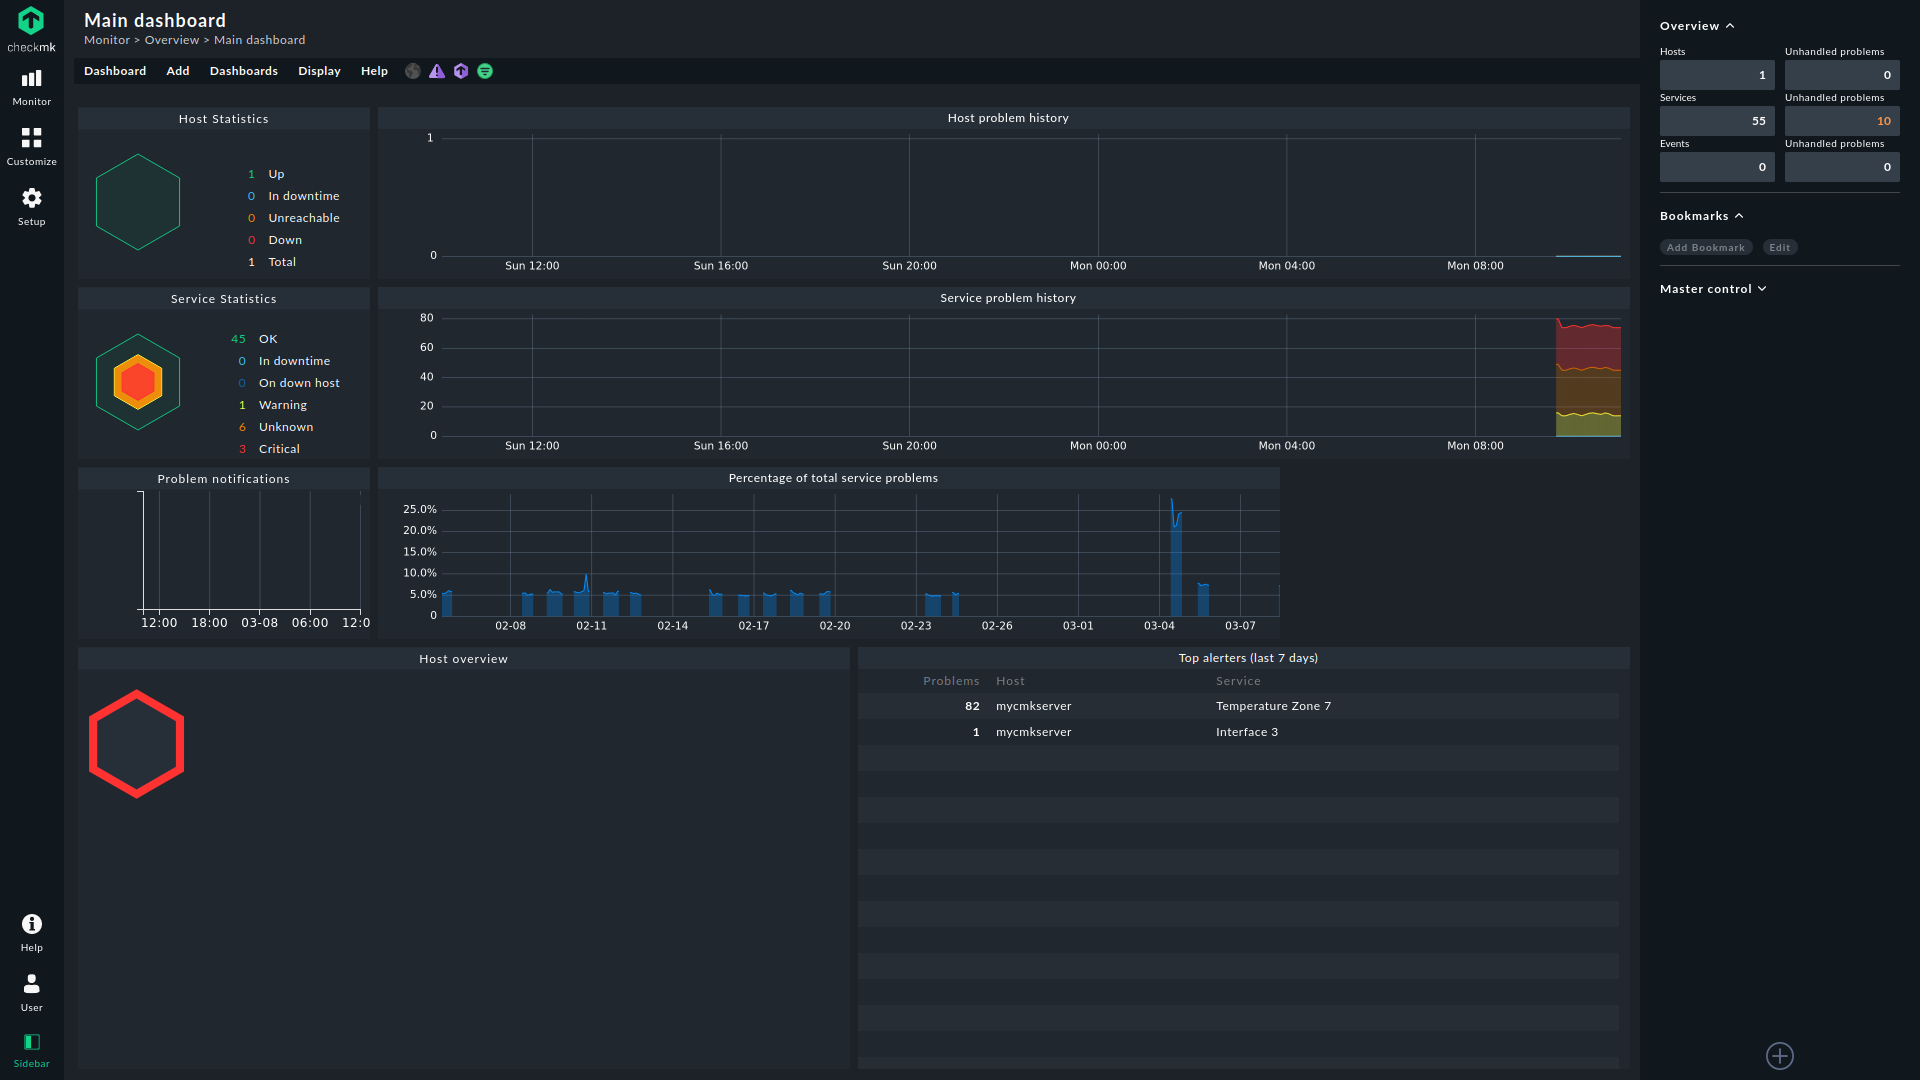 checkmk
Monitor
Customize
Setup
Help
User
Sidebar
Main dashboard
Monitor > Overview > Main dashboard
Dashboard Add Dashboards Display Help
Host Statistics
1 Up
0 In downtime
0 Unreachable
0 Down
1 Total
Host problem history
1
0
Sun 12:00 Sun 16:00 Sun 20:00 Mon 00:00 Mon 04:00 Mon 08:00
Service Statistics
45 OK
0 In downtime
0 On down host
1 Warning
6 Unknown
3 Critical
Service problem history
80
60
40
20
0
Sun 12:00 Sun 16:00 Sun 20:00 Mon 00:00 Mon 04:00 Mon 08:00
Problem notifications
12:00 18:00 03-08 06:00 12:0
Percentage of total service problems
25.0%
20.0%
15.0%
10.0%
5.0%
0
02-08 02-11 02-14 02-17 02-20 02-23 02-26 03-01 03-04 03-07
Host overview
Top alerters (last 7 days)
Problems Host Service
82 mycmkserver Temperature Zone 7
1 mycmkserver Interface 3
Overview
Hosts Unhandled problems
1 0
Services Unhandled problems
55 10
Events Unhandled problems
0 0
Bookmarks
Add Bookmark Edit
Master control